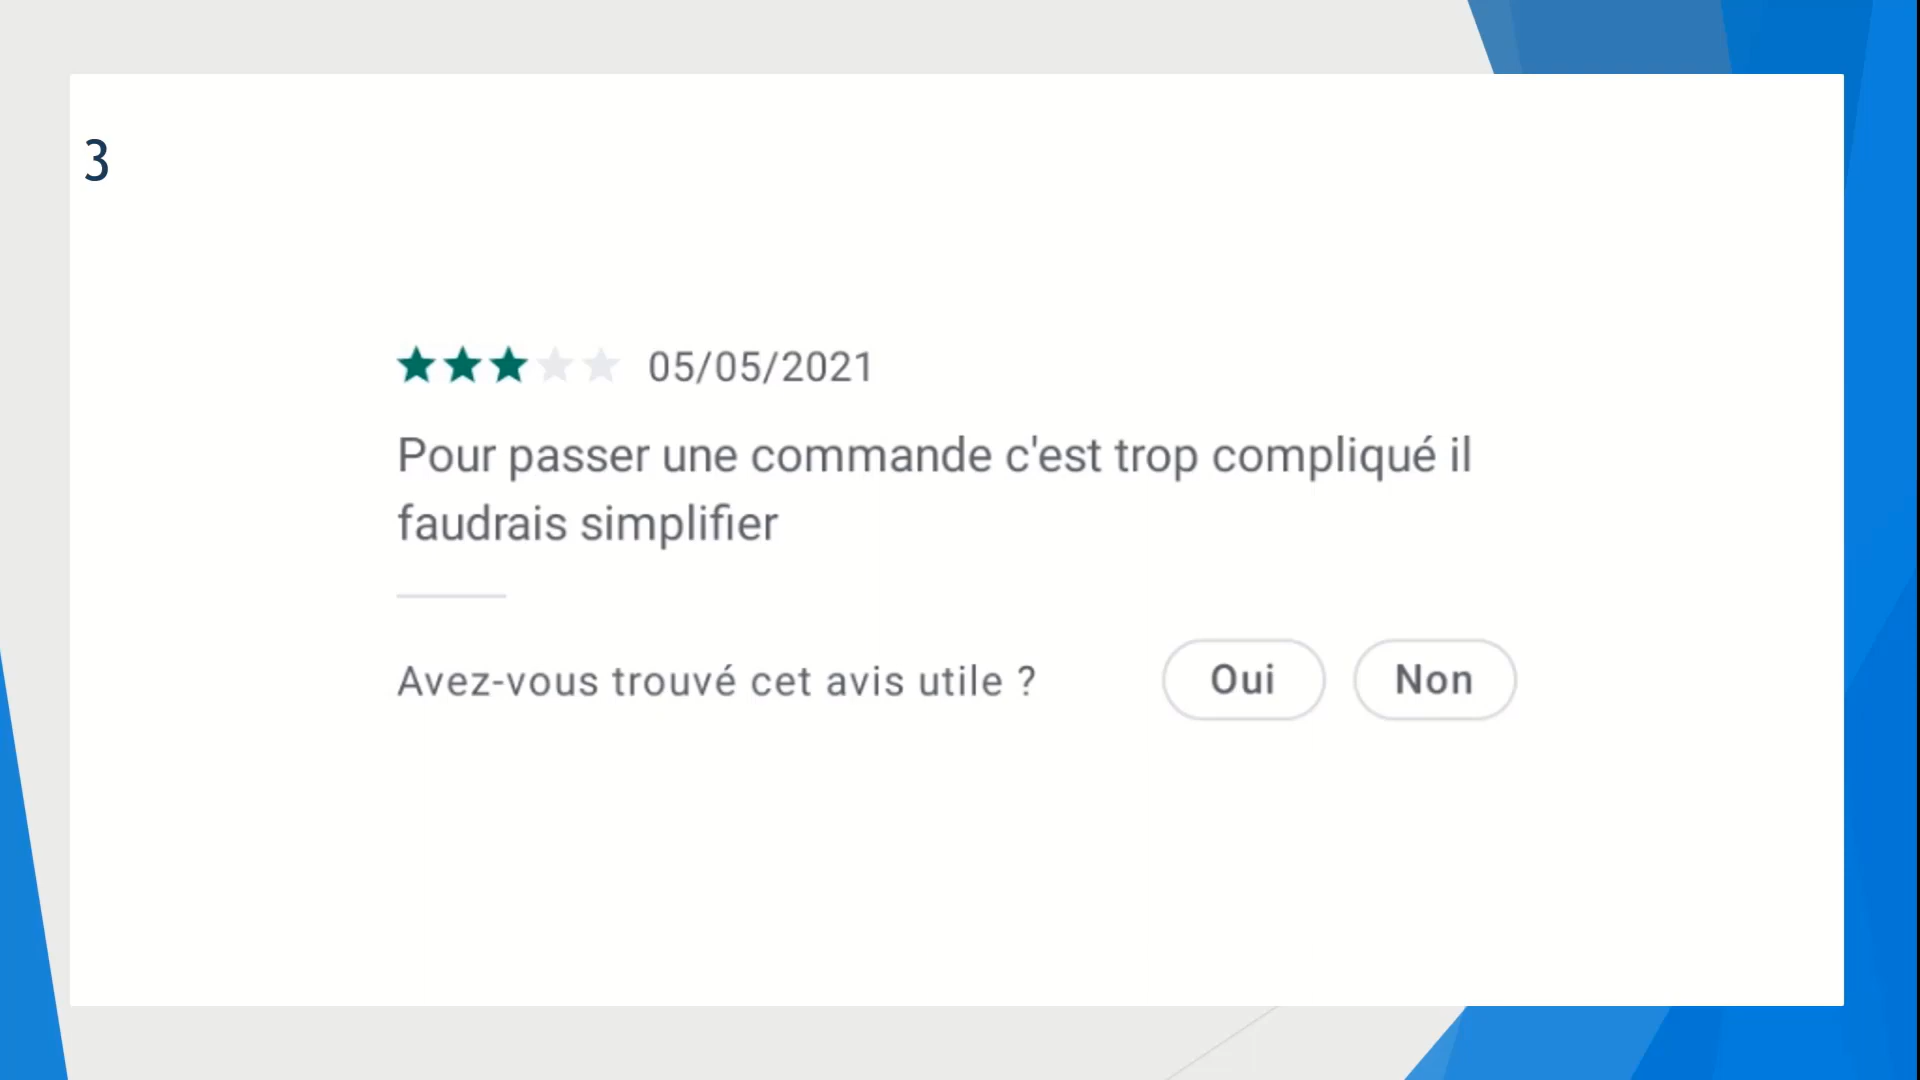 3
05/05/2021
Pour passer une commande c'est trop compliqué il
faudrais simplifier
Avez-vous trouvé cet avis utile ?
Oui
Non